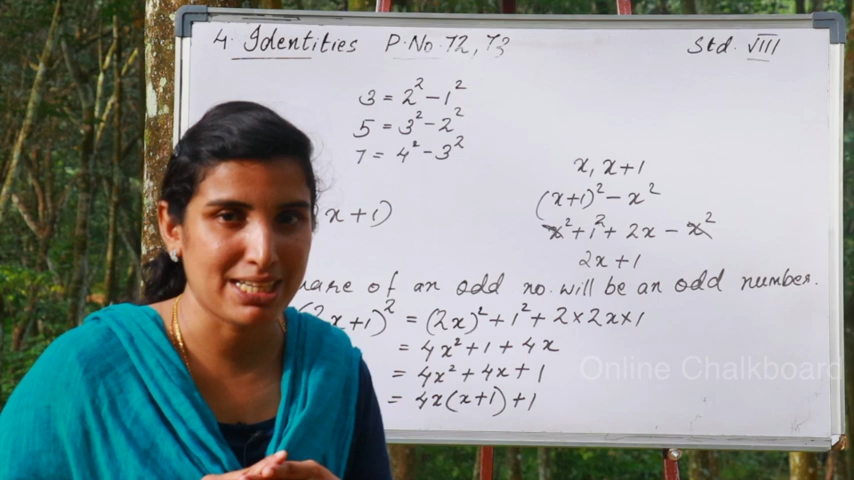 4. Identities P.No. 72, 73 Std. VIII
3 = 2² - 1²
5 = 3² - 2²
7 = 4² - 3²
x, x+1
(x+1)² - x²
x+1)
x² + 1² + 2x - x²
2x+1
of an odd no. will be an odd number.
(2x+1)² = (2x)² + 1² + 2×2x×1
= 4x² + 1 + 4x
= 4x² + 4x + 1
= 4x(x+1) + 1
Online Chalkboard